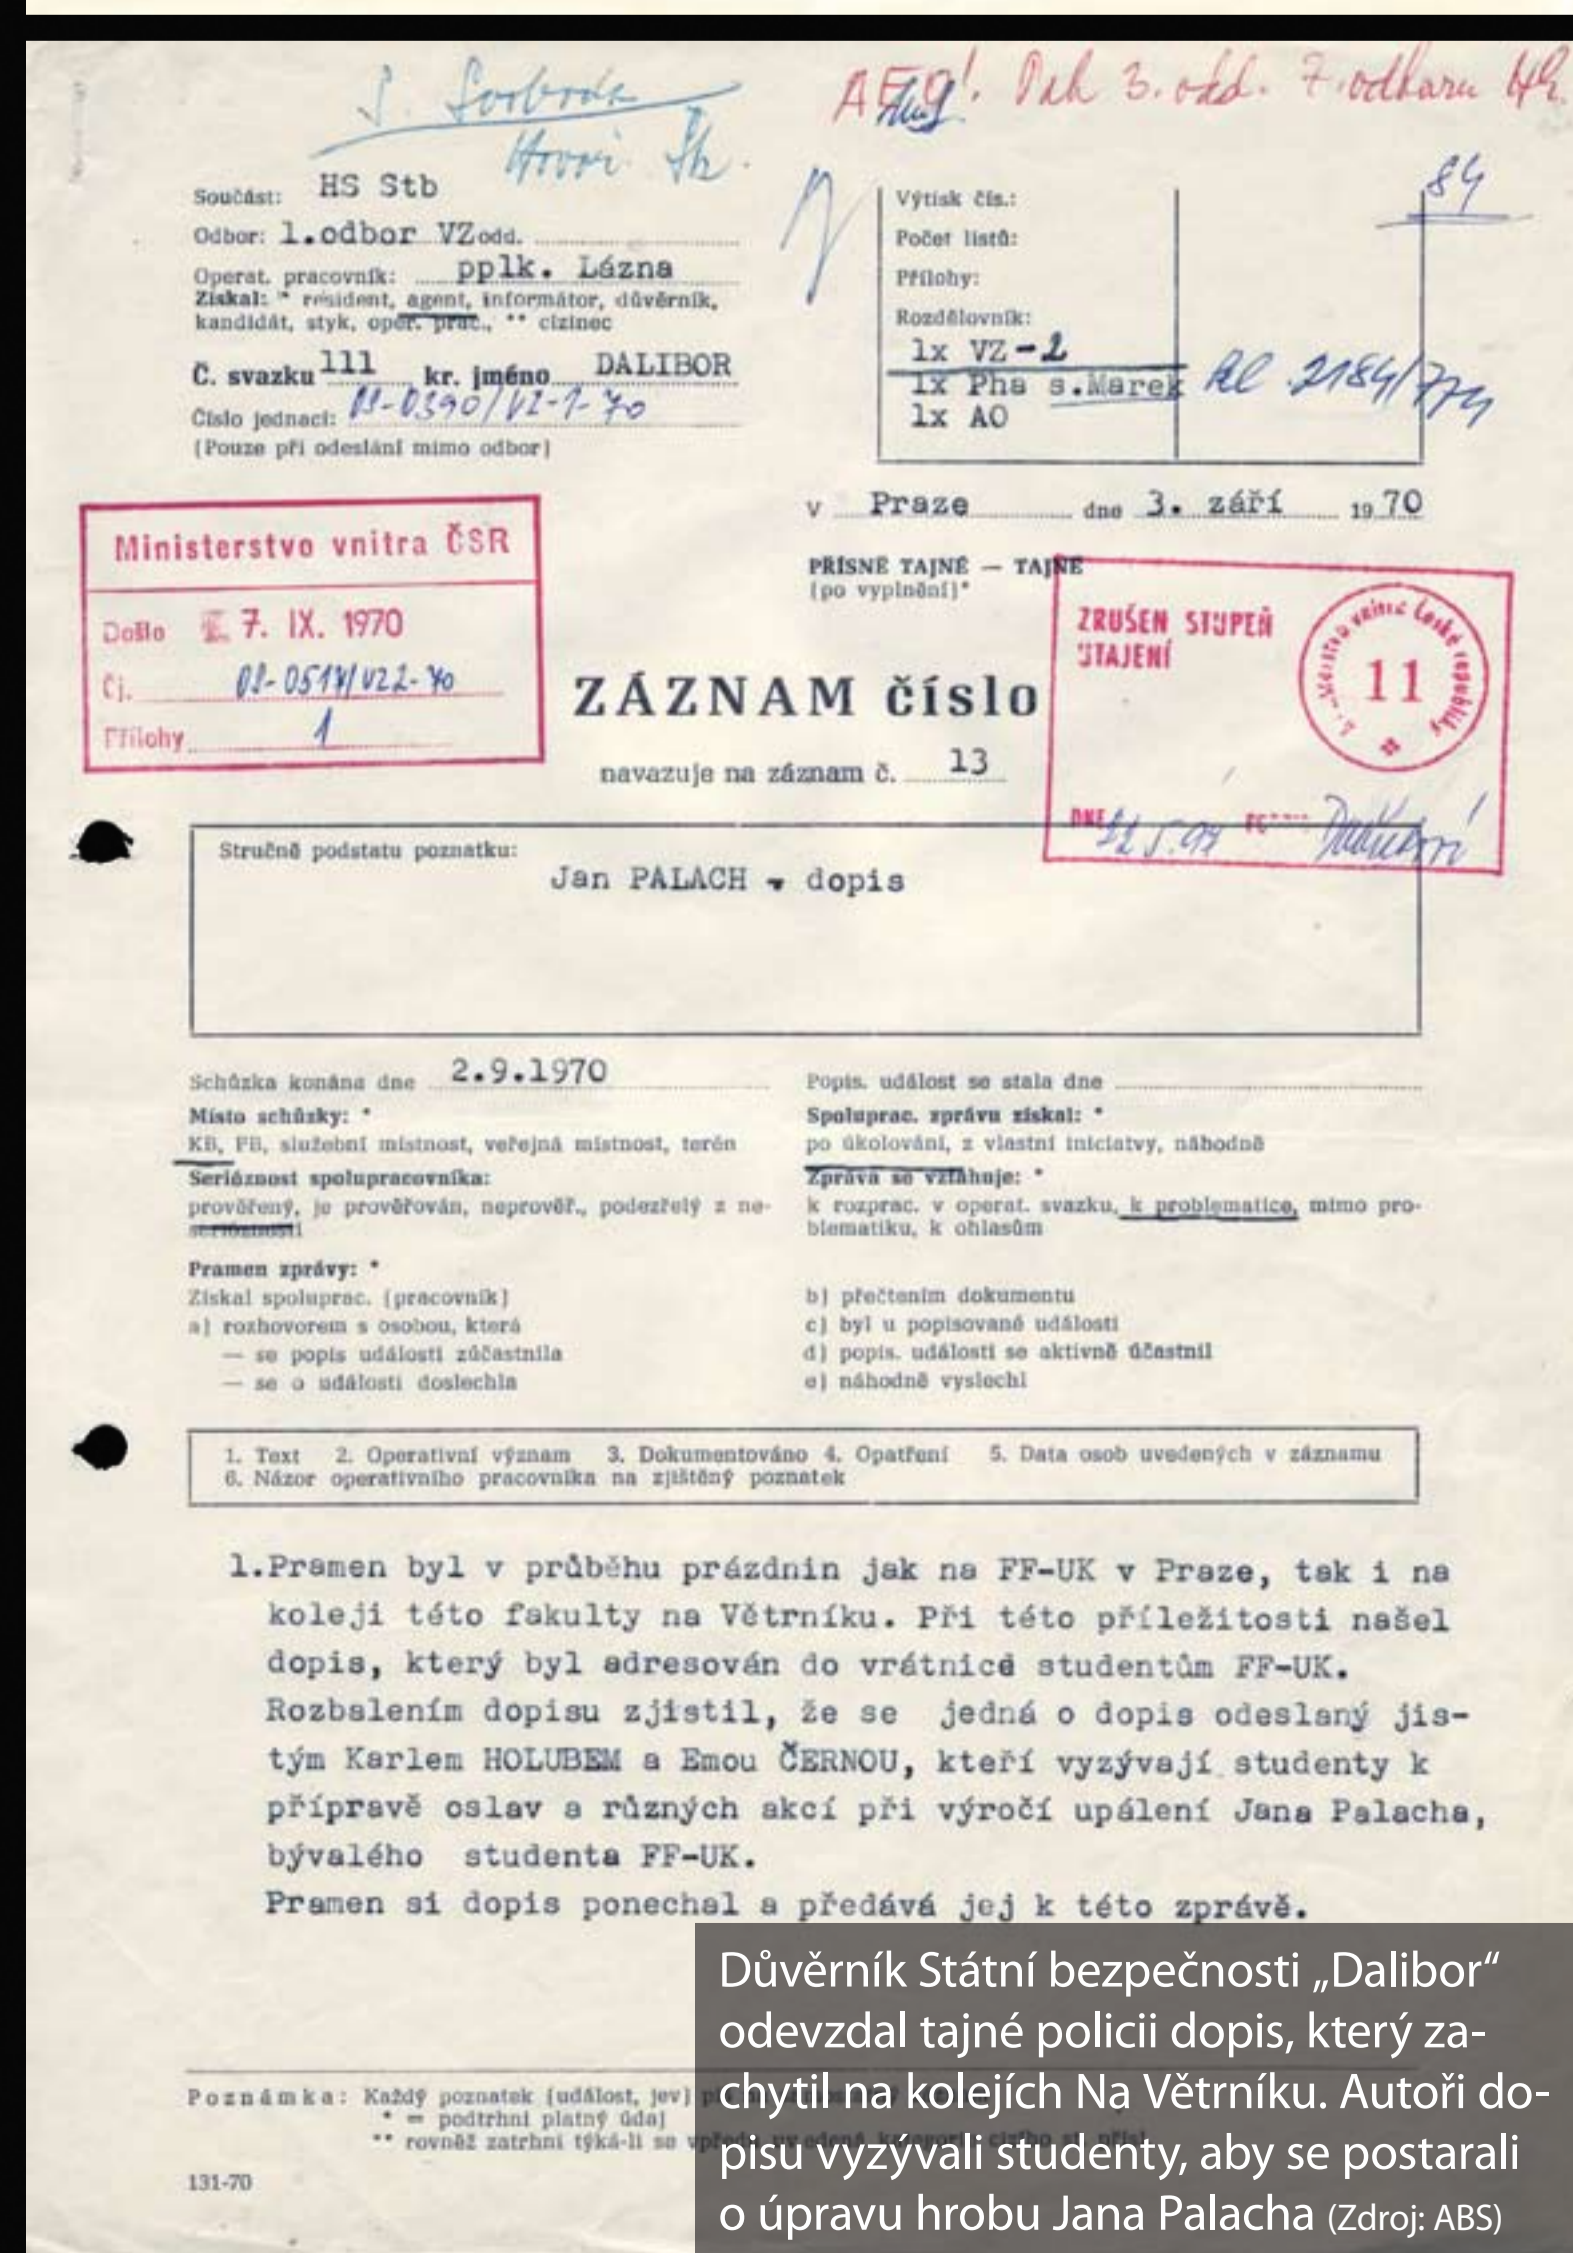 S. Svoboda
84
Součást: HS Stb
Odbor: 1.odbor VZ odd.
Operat. pracovník: pplk. Lázna
Získal: * resident, agent, informátor, důvěrník,
kandidát, styk, oper. prac., ** cizinec
Č. svazku 111 kr. jméno DALIBOR
Číslo jednací:
(Pouze při odeslání mimo odbor)
Výtisk čís.:
Počet listů:
Přílohy:
Rozdělovník:
1x VZ-2
1x Pha s.Marek
1x AO
v Praze dne 3. září 1970
PŘÍSNĚ TAJNÉ — TAJNÉ
(po vyplnění)*
Ministerstvo vnitra ČSR
Došlo 7. IX. 1970
Čj.
Přílohy 1
ZRUŠEN STUPEŇ
UTAJENÍ
11
DNE
ZÁZNAM číslo
navazuje na záznam č. 13
Stručně podstatu poznatku:
Jan PALACH - dopis
Schůzka konána dne 2.9.1970
Místo schůzky: *
KB, PB, služební místnost, veřejná místnost, terén
Serióznost spolupracovníka:
prověřený, je prověřován, neprověř., podezřelý z ne-
serióznosti
Popis. událost se stala dne
Spoluprac. zprávu získal: *
po úkolování, z vlastní iniciatvy, náhodně
Zpráva se vztahuje: *
k rozprac. v operat. svazku, k problematice, mimo pro-
blematiku, k ohlasům
Pramen zprávy: *
Získal spoluprac. (pracovník)
a) rozhovorem s osobou, která
— se popis události zúčastnila
— se o události doslechla
b) přečtením dokumentu
c) byl u popisované události
d) popis. události se aktivně účastnil
e) náhodně vyslechl
1. Text 2. Operativní význam 3. Dokumentováno 4. Opatření 5. Data osob uvedených v záznamu
6. Názor operativního pracovníka na zjištěný poznatek
1.Pramen byl v průběhu prázdnin jak na FF-UK v Praze, tak i na
koleji této fakulty na Větrníku. Při této příležitosti našel
dopis, který byl adresován do vrátnice studentům FF-UK.
Rozbalením dopisu zjistil, že se jedná o dopis odeslaný jis-
tým Karlem HOLUBEM a Emou ČERNOU, kteří vyzývají studenty k
přípravě oslav a různých akcí při výročí upálení Jana Palacha,
bývalého studenta FF-UK.
Pramen si dopis ponechal a předává jej k této zprávě.
Poznámka: Každý poznatek (událost, jev)
* = podtrhni platný údaj
** rovněž zatrhni týká-li se
131-70
Důvěrník Státní bezpečnosti „Dalibor“
odevzdal tajné policii dopis, který za-
chytil na kolejích Na Větrníku. Autoři do-
pisu vyzývali studenty, aby se postarali
o úpravu hrobu Jana Palacha (Zdroj: ABS)